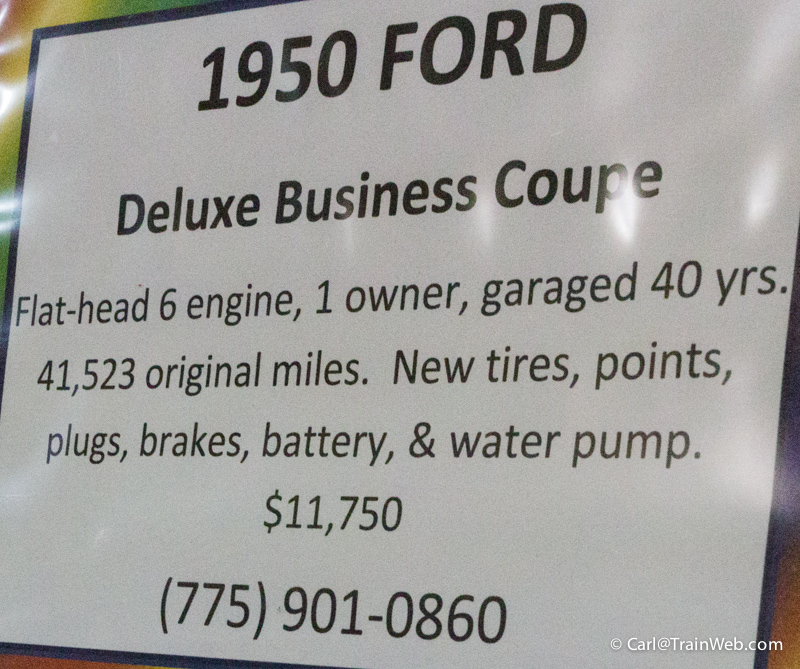 1950 FORD
Deluxe Business Coupe
Flat-head 6 engine, 1 owner, garaged 40 yrs.
41,523 original miles. New tires, points,
plugs, brakes, battery, & water pump.
$11,750
(775) 901-0860
© Carl@TrainWeb.com